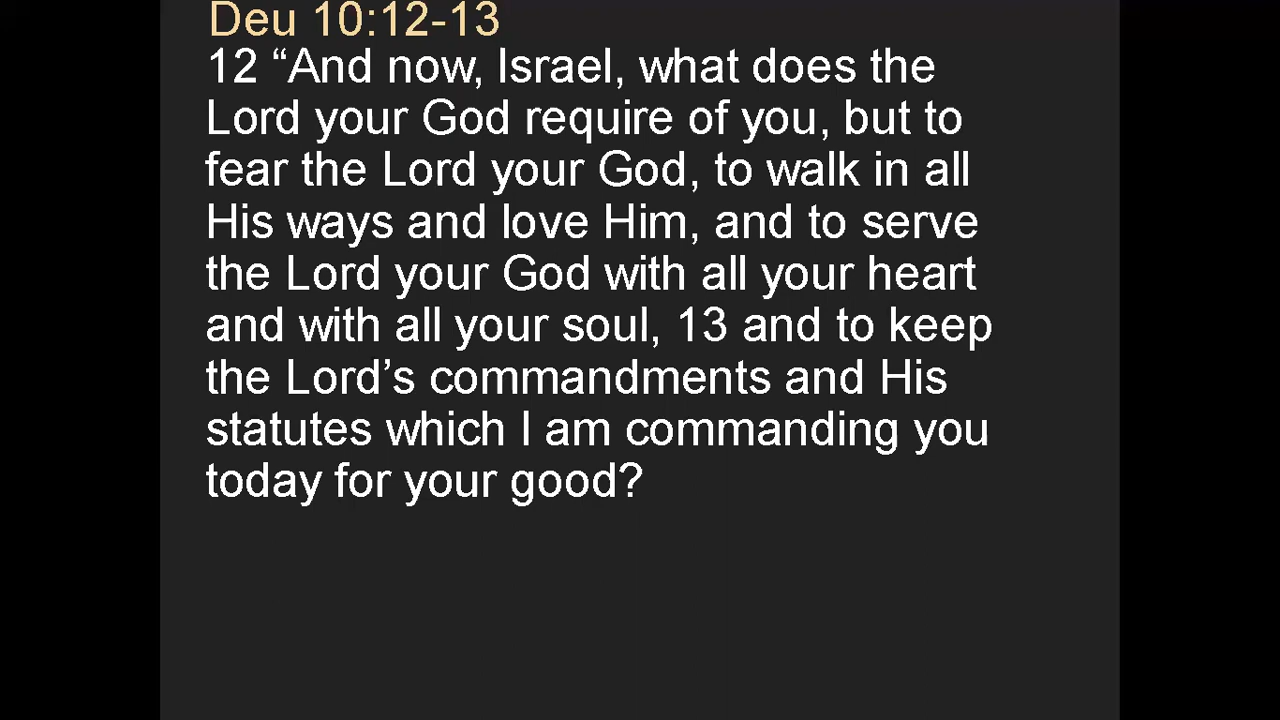 Deu 10:12-13
12 “And now, Israel, what does the
Lord your God require of you, but to
fear the Lord your God, to walk in all
His ways and love Him, and to serve
the Lord your God with all your heart
and with all your soul, 13 and to keep
the Lord’s commandments and His
statutes which I am commanding you
today for your good?